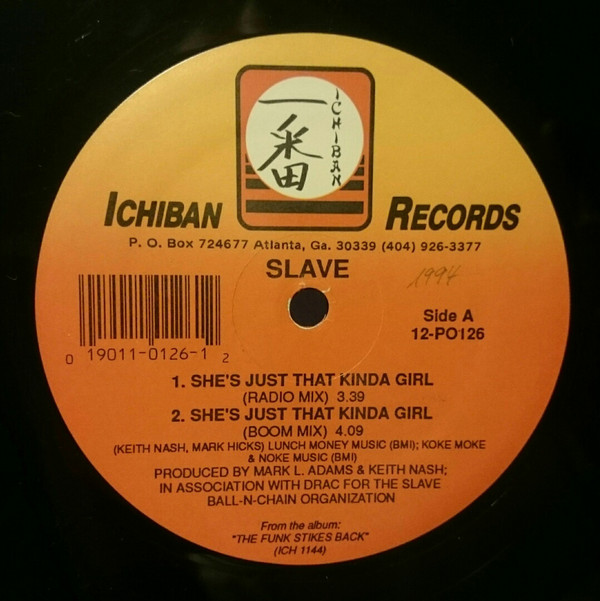 一番
ICHIBAN
ICHIBAN RECORDS
P. O. Box 724677 Atlanta, Ga. 30339 (404) 926-3377
SLAVE
1994
Side A
12-PO126
0 19011-0126-1 2
1. SHE'S JUST THAT KINDA GIRL
(RADIO MIX) 3.39
2. SHE'S JUST THAT KINDA GIRL
(BOOM MIX) 4.09
(KEITH NASH, MARK HICKS) LUNCH MONEY MUSIC (BMI); KOKE MOKE
& NOKE MUSIC (BMI)
PRODUCED BY MARK L. ADAMS & KEITH NASH;
IN ASSOCIATION WITH DRAC FOR THE SLAVE
BALL-N-CHAIN ORGANIZATION
From the album:
"THE FUNK STIKES BACK"
(ICH 1144)